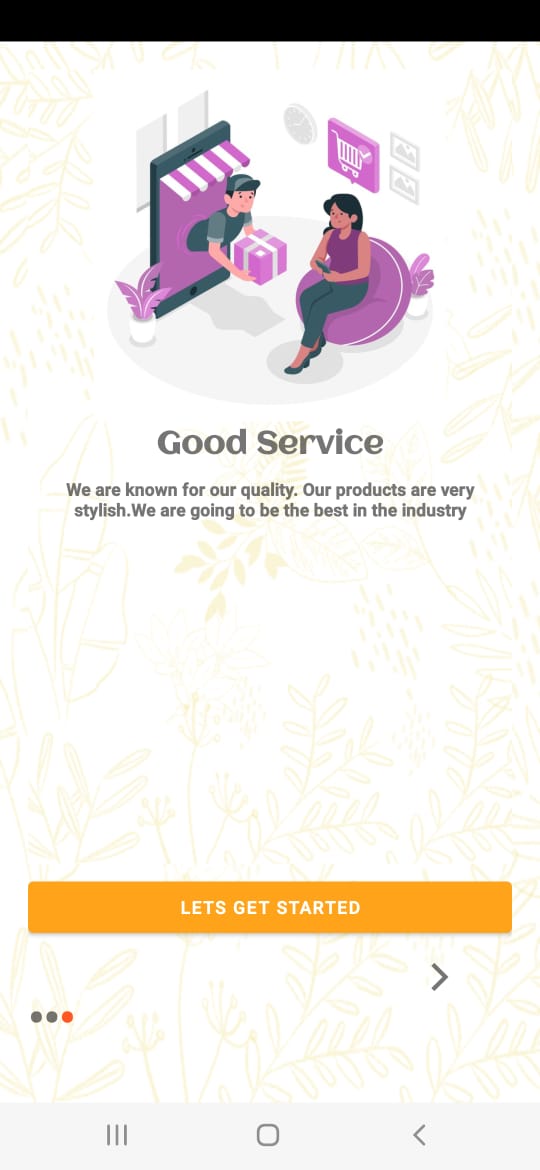 Good Service
We are known for our quality. Our products are very
stylish.We are going to be the best in the industry
LETS GET STARTED